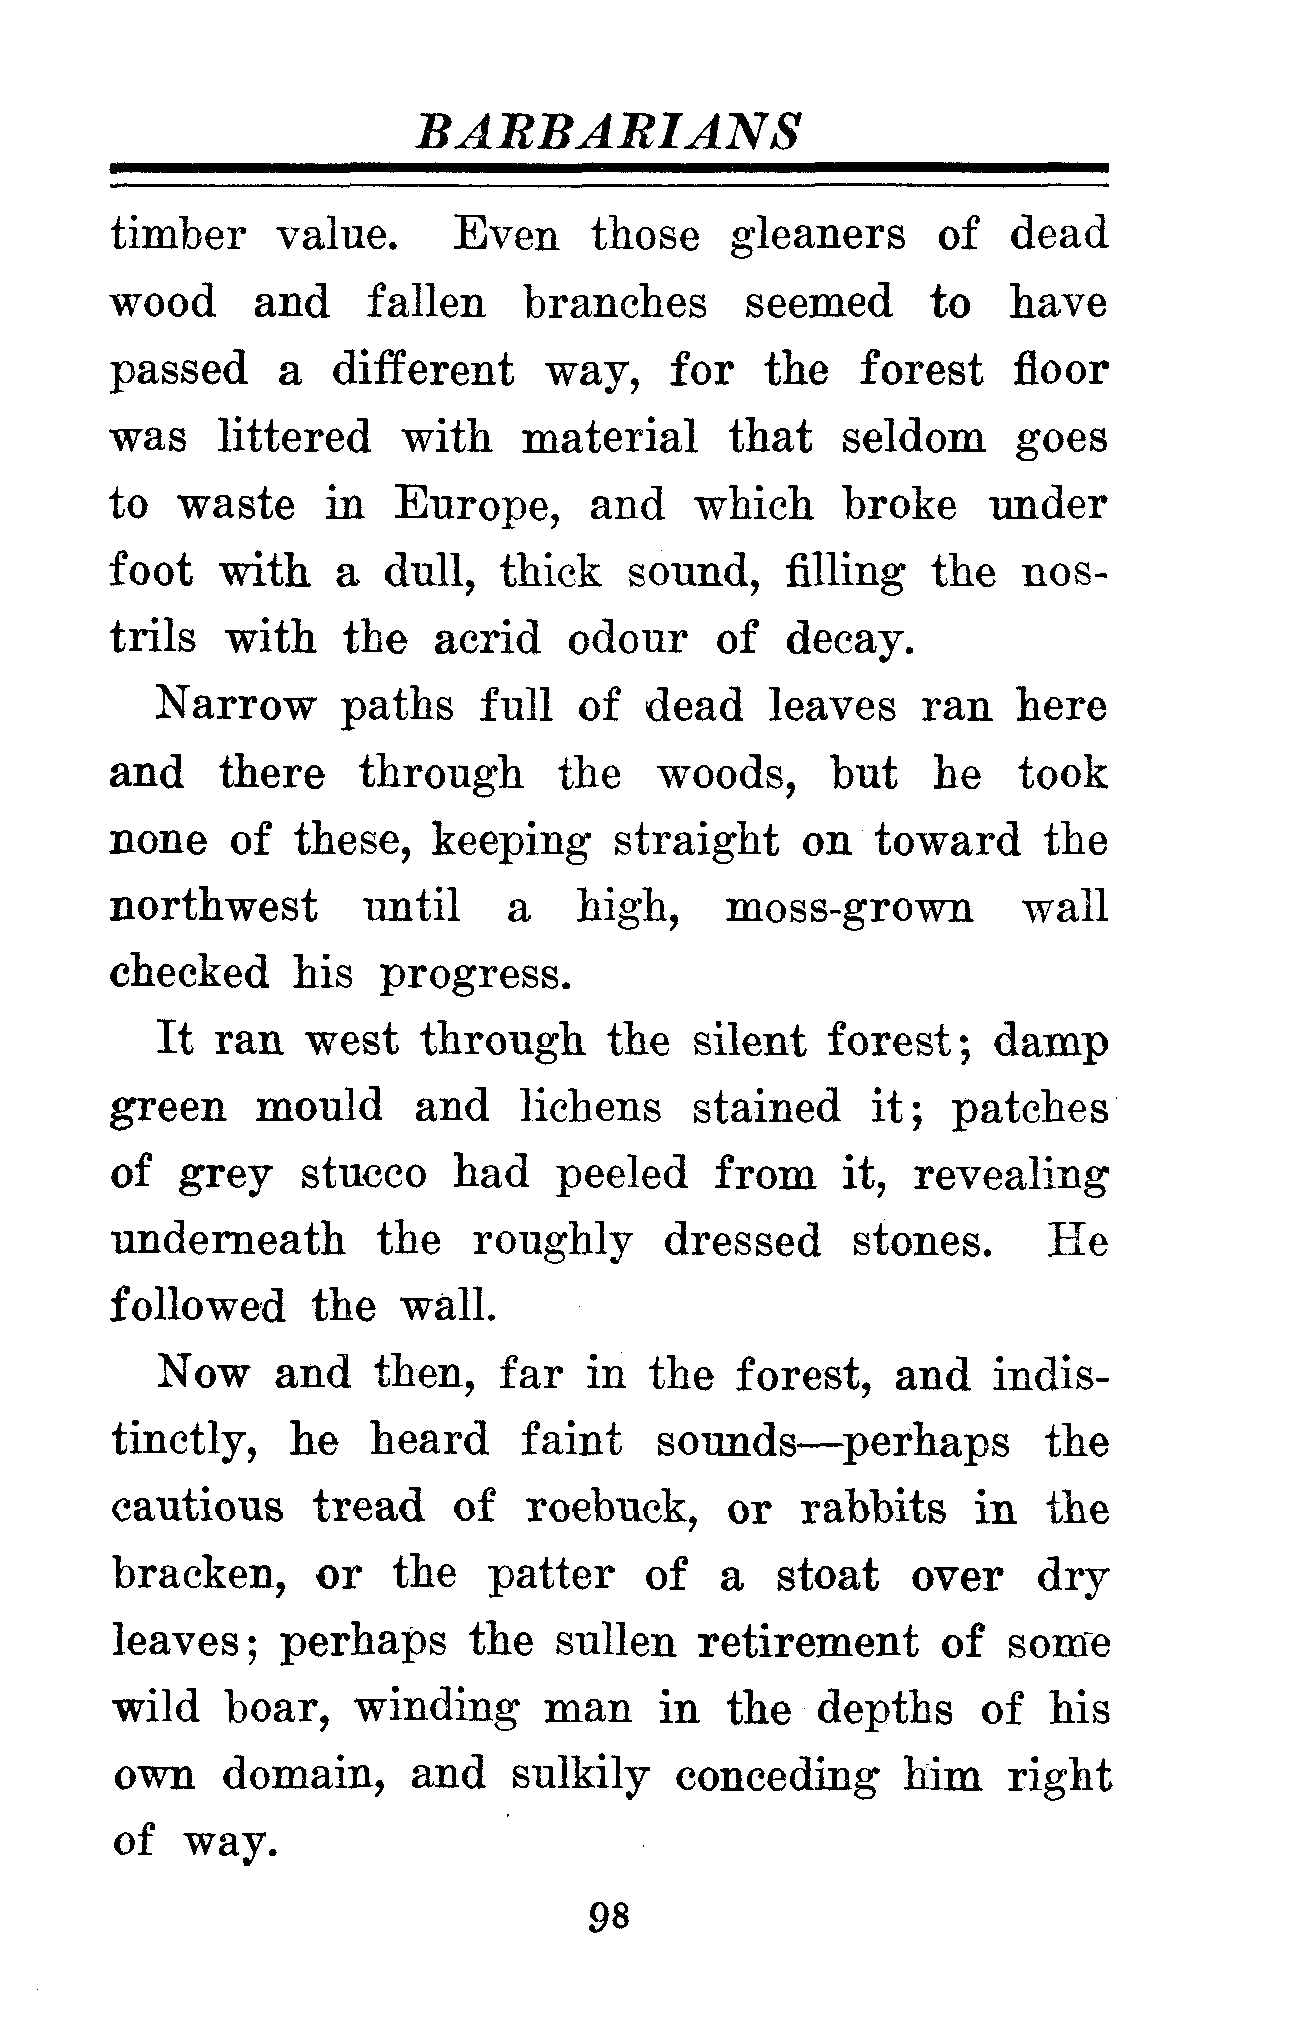 BARBARIANS
timber value. Even those gleaners of dead
wood and fallen branches seemed to have
passed a different way, for the forest floor
was littered with material that seldom goes
to waste in Europe, and which broke under
foot with a dull, thick sound, filling the nos-
trils with the acrid odour of decay.
Narrow paths full of dead leaves ran here
and there through the woods, but he took
none of these, keeping straight on toward the
northwest until a high, moss-grown wall
checked his progress.
It ran west through the silent forest; damp
green mould and lichens stained it; patches
of grey stucco had peeled from it, revealing
underneath the roughly dressed stones. He
followed the wall.
Now and then, far in the forest, and indis-
tinctly, he heard faint sounds—perhaps the
cautious tread of roebuck, or rabbits in the
bracken, or the patter of a stoat over dry
leaves; perhaps the sullen retirement of some
wild boar, winding man in the depths of his
own domain, and sulkily conceding him right
of way.
98